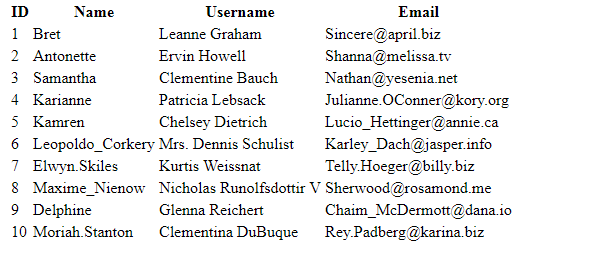 ID Name Username Email
1 Bret Leanne Graham Sincere@april.biz
2 Antonette Ervin Howell Shanna@melissa.tv
3 Samantha Clementine Bauch Nathan@yesenia.net
4 Karianne Patricia Lebsack Julianne.OConner@kory.org
5 Kamren Chelsey Dietrich Lucio_Hettinger@annie.ca
6 Leopoldo_Corkery Mrs. Dennis Schulist Karley_Dach@jasper.info
7 Elwyn.Skiles Kurtis Weissnat Telly.Hoeger@billy.biz
8 Maxime_Nienow Nicholas Runolfsdottir V Sherwood@rosamond.me
9 Delphine Glenna Reichert Chaim_McDermott@dana.io
10 Moriah.Stanton Clementina DuBuque Rey.Padberg@karina.biz